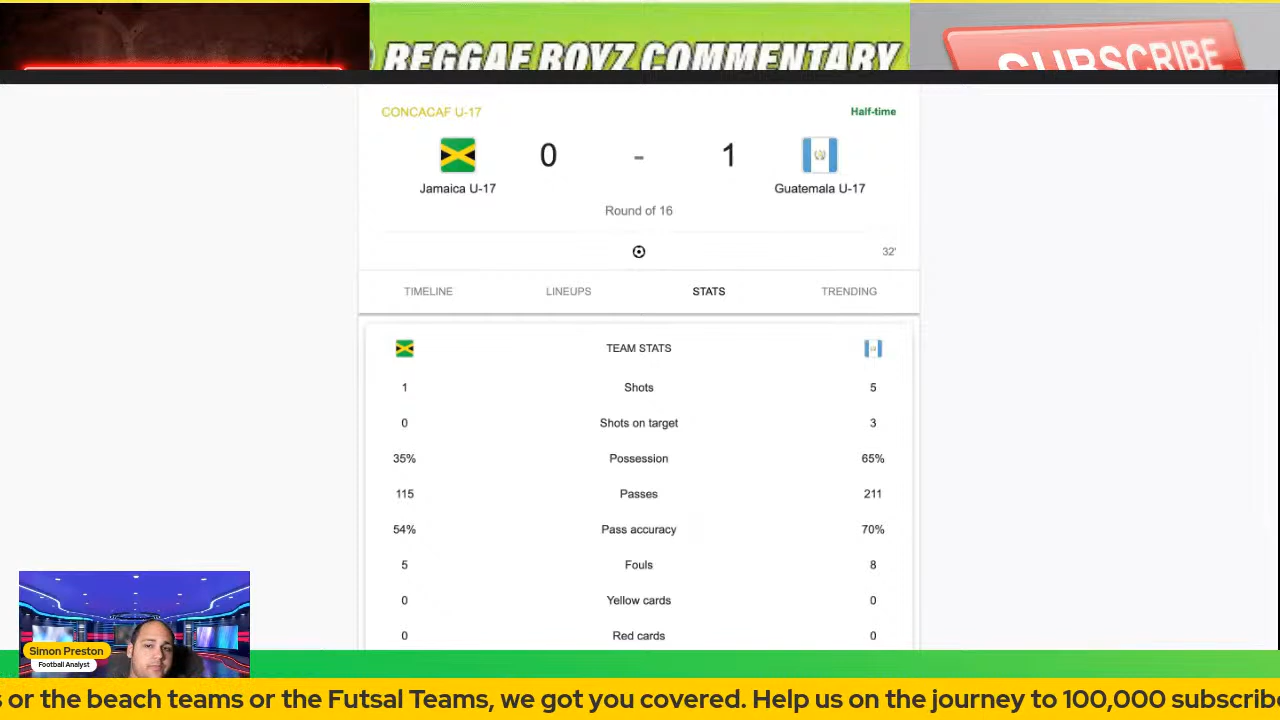 REGGAE BOYZ COMMENTARY
SUBSCRIBE
CONCACAF U-17
Half-time
0 - 1
Jamaica U-17
Guatemala U-17
Round of 16
32'
TIMELINE LINEUPS STATS TRENDING
TEAM STATS
1 Shots 5
0 Shots on target 3
35% Possession 65%
115 Passes 211
54% Pass accuracy 70%
5 Fouls 8
0 Yellow cards 0
0 Red cards 0
Simon Preston
Football Analyst
s or the beach teams or the Futsal Teams, we got you covered. Help us on the journey to 100,000 subscribe